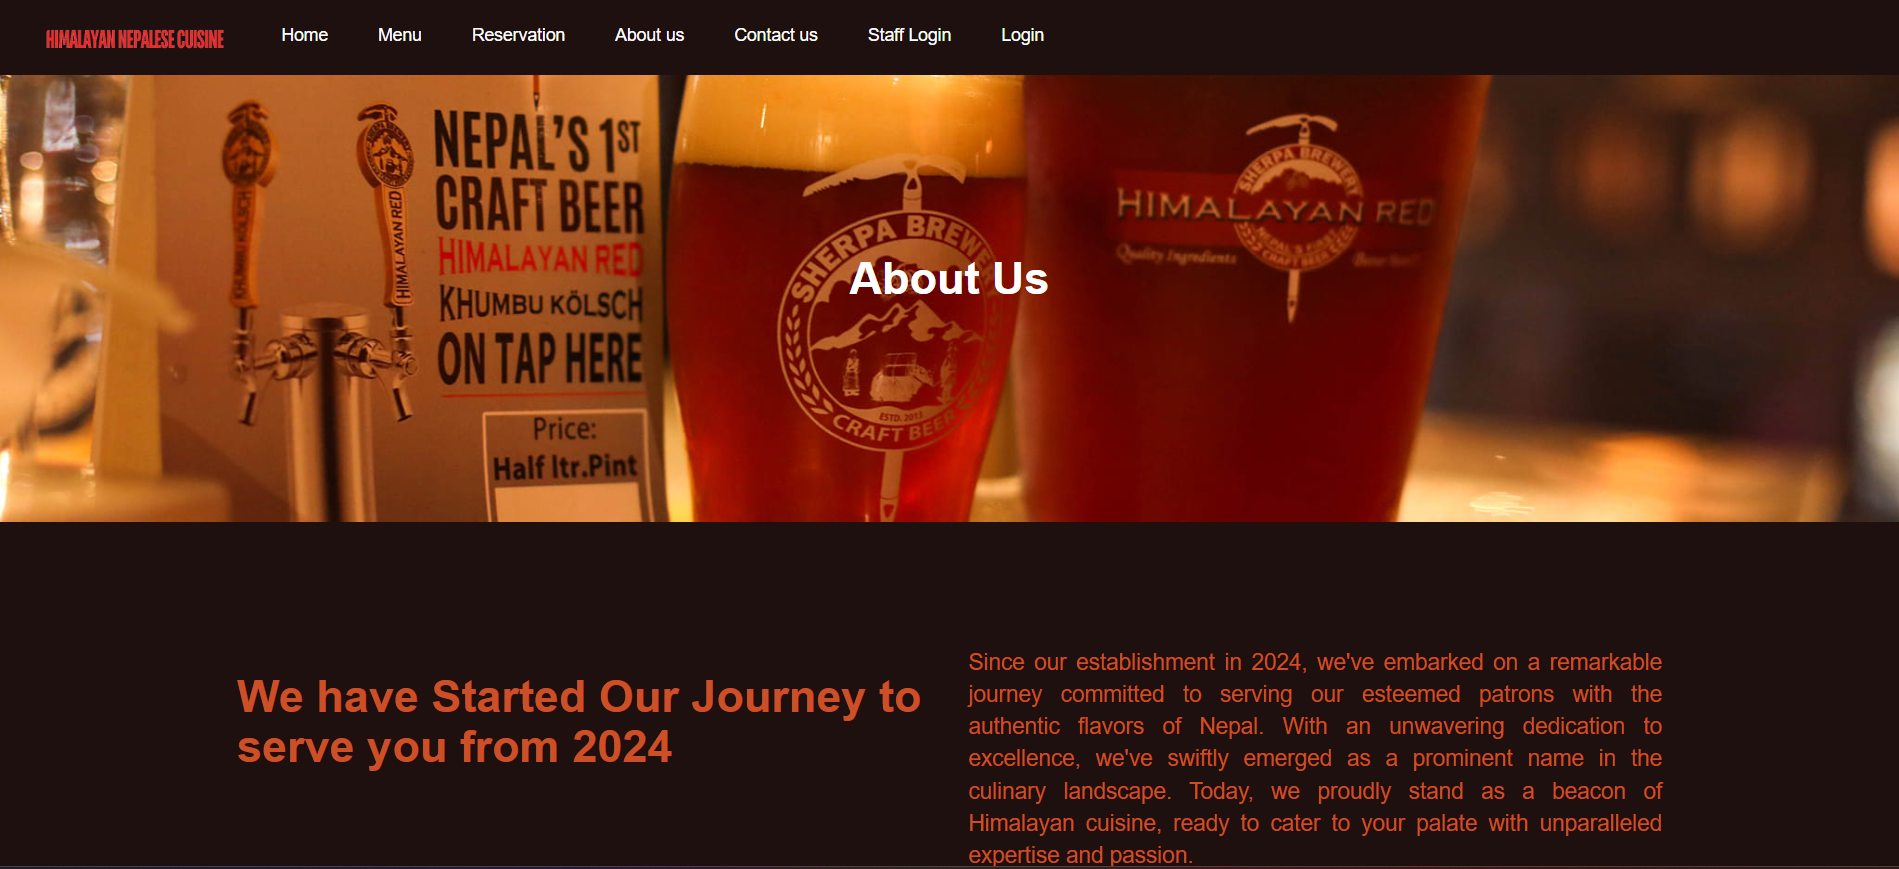 HIMALAYAN NEPALESE CUISINE
Home
Menu
Reservation
About us
Contact us
Staff Login
Login
KHUMBU KÖLSCH
HIMALAYAN RED
NEPAL'S 1ST
CRAFT BEER
HIMALAYAN RED
KHUMBU KÖLSCH
ON TAP HERE
Price:
Half ltr.Pint
SHERPA BREWERY
ESTD. 2013
CRAFT BEER
SHERPA BREWERY
HIMALAYAN RED
NEPAL'S FIRST
CRAFT BEER
Quality Ingredients
About Us
We have Started Our Journey to
serve you from 2024
Since our establishment in 2024, we've embarked on a remarkable
journey committed to serving our esteemed patrons with the
authentic flavors of Nepal. With an unwavering dedication to
excellence, we've swiftly emerged as a prominent name in the
culinary landscape. Today, we proudly stand as a beacon of
Himalayan cuisine, ready to cater to your palate with unparalleled
expertise and passion.